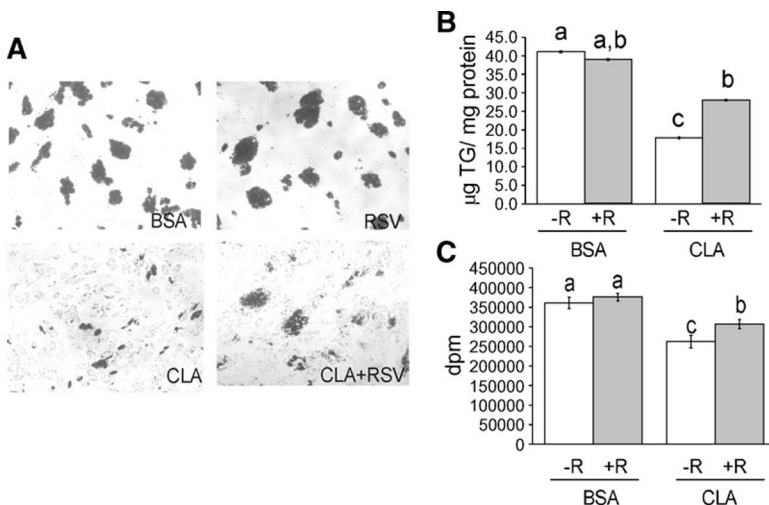 A
BSA
RSV
CLA
CLA+RSV
B
µg TG/ mg protein
45.0
40.0
35.0
30.0
25.0
20.0
15.0
10.0
5.0
0.0
a
a,b
c
b
-R +R -R +R
BSA CLA
C
dpm
450000
400000
350000
300000
250000
200000
150000
100000
50000
0
a
a
c
b
-R +R -R +R
BSA CLA